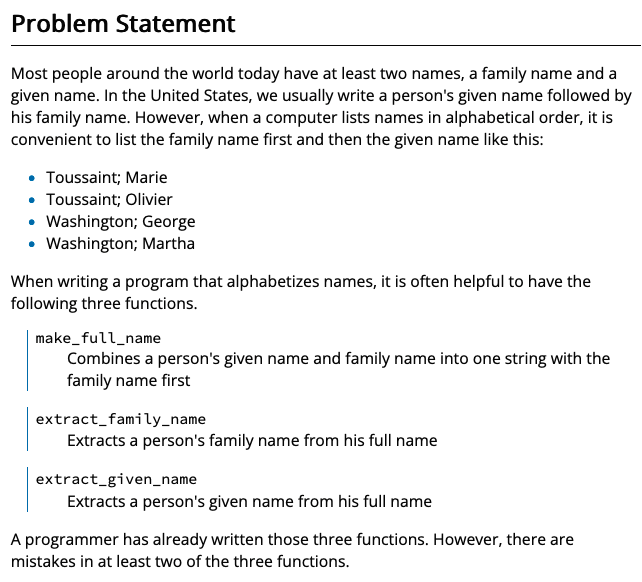 Problem Statement
Most people around the world today have at least two names, a family name and a
given name. In the United States, we usually write a person's given name followed by
his family name. However, when a computer lists names in alphabetical order, it is
convenient to list the family name first and then the given name like this:
• Toussaint; Marie
• Toussaint; Olivier
• Washington; George
• Washington; Martha
When writing a program that alphabetizes names, it is often helpful to have the
following three functions.
make_full_name
Combines a person's given name and family name into one string with the
family name first
extract_family_name
Extracts a person's family name from his full name
extract_given_name
Extracts a person's given name from his full name
A programmer has already written those three functions. However, there are
mistakes in at least two of the three functions.